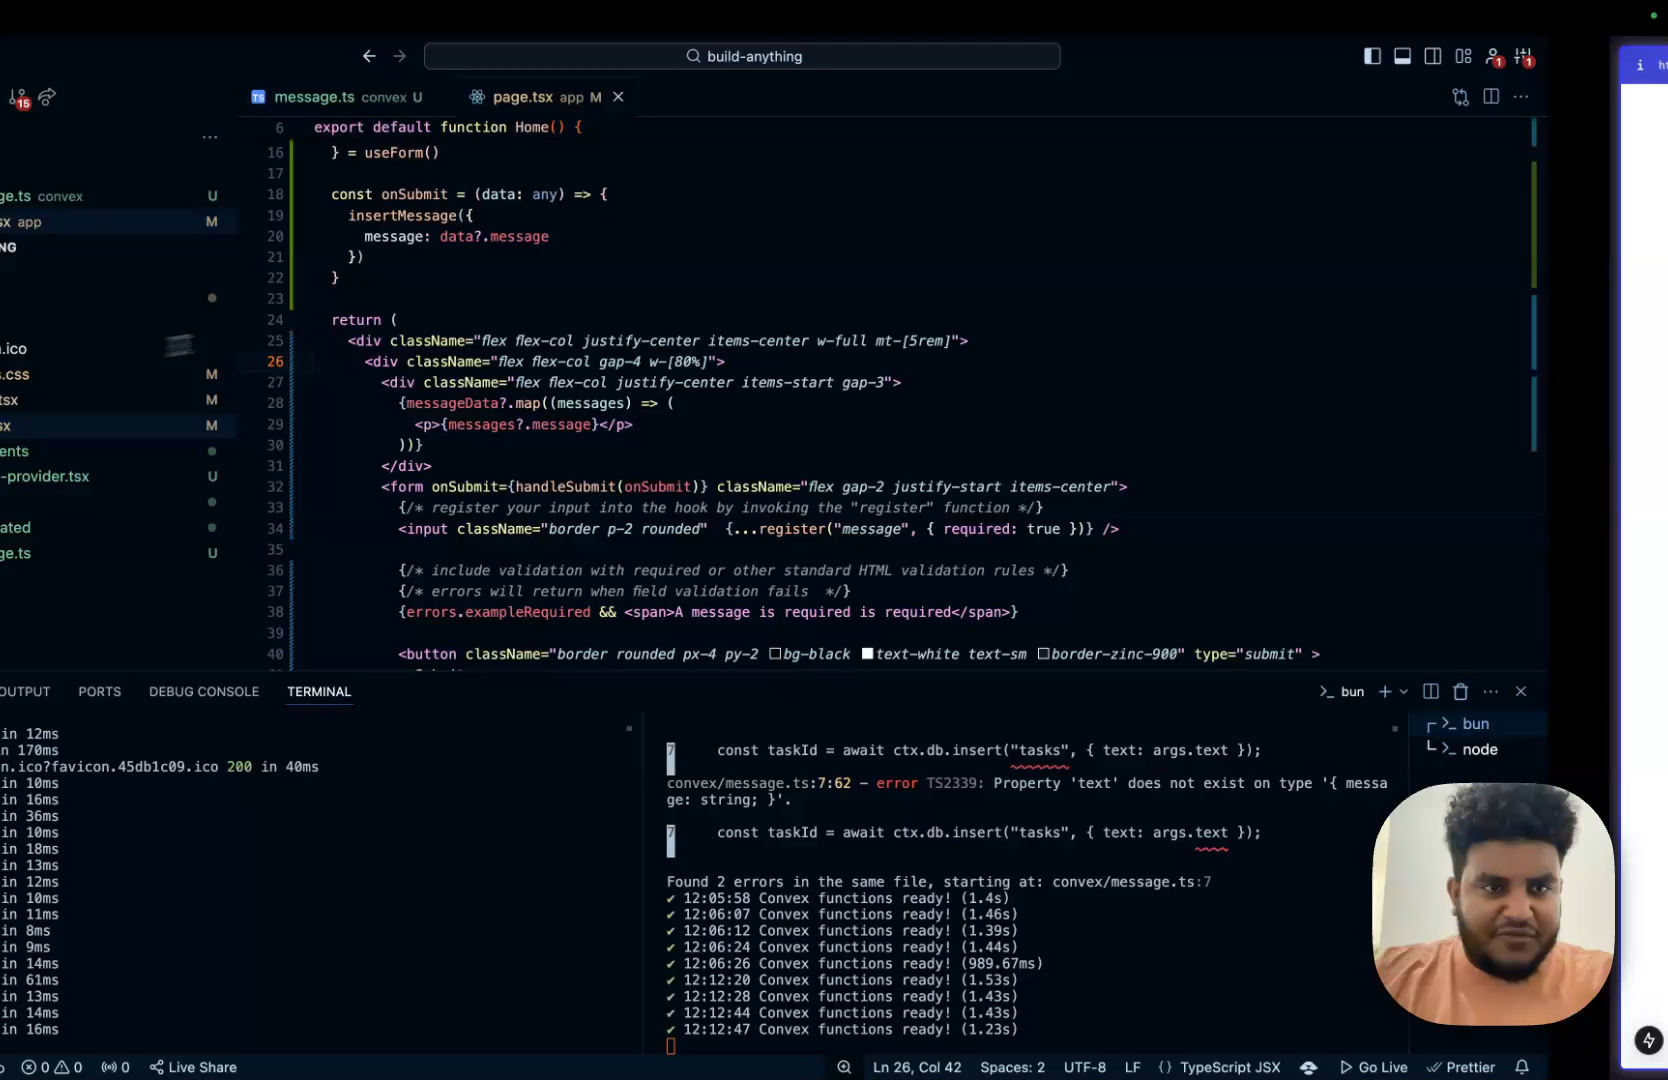 build-anything
1
1
i
15
TS message.ts convex U
page.tsx app M
...
6 export default function Home() {
16 } = useForm()
17
18 const onSubmit = (data: any) => {
19 insertMessage({
20 message: data?.message
21 })
22 }
23
24 return (
25 <div className="flex flex-col justify-center items-center w-full mt-[5rem]>
26 <div className="flex flex-col gap-4 w-[80%]">
27 <div className="flex flex-col justify-center items-start gap-3">
28 {messageData?.map((messages) => (
29 <p>{messages?.message}</p>
30 ))}
31 </div>
32 <form onSubmit={handleSubmit(onSubmit)} className="flex gap-2 justify-start items-center">
33 {/* register your input into the hook by invoking the "register" function */}
34 <input className="border p-2 rounded" {...register("message", { required: true })} />
35
36 {/* include validation with required or other standard HTML validation rules */}
37 {/* errors will return when field validation fails */}
38 {errors.exampleRequired && <span>A message is required is required</span>}
39
40 <button className="border rounded px-4 py-2 bg-black text-white text-sm border-zinc-900" type="submit" >
ge.ts convex U
sx app M
NG
.ico
s.css M
tsx M
sx M
ents
-provider.tsx U
ated
ge.ts U
OUTPUT PORTS DEBUG CONSOLE TERMINAL
bun
in 12ms
n 170ms
n.ico?favicon.45db1c09.ico 200 in 40ms
in 10ms
in 16ms
in 36ms
in 10ms
in 18ms
in 13ms
in 12ms
in 10ms
in 11ms
in 8ms
in 9ms
in 14ms
in 61ms
in 13ms
in 14ms
in 16ms
7 const taskId = await ctx.db.insert("tasks", { text: args.text });
convex/message.ts:7:62 - error TS2339: Property 'text' does not exist on type '{ messa
ge: string; }'.
7 const taskId = await ctx.db.insert("tasks", { text: args.text });
Found 2 errors in the same file, starting at: convex/message.ts:7
✔ 12:05:58 Convex functions ready! (1.4s)
✔ 12:06:07 Convex functions ready! (1.46s)
✔ 12:06:12 Convex functions ready! (1.39s)
✔ 12:06:24 Convex functions ready! (1.44s)
✔ 12:06:26 Convex functions ready! (989.67ms)
✔ 12:12:20 Convex functions ready! (1.53s)
✔ 12:12:28 Convex functions ready! (1.43s)
✔ 12:12:44 Convex functions ready! (1.43s)
✔ 12:12:47 Convex functions ready! (1.23s)
bun
node
0 0 0 Live Share
Ln 26, Col 42 Spaces: 2 UTF-8 LF {} TypeScript JSX Go Live Prettier